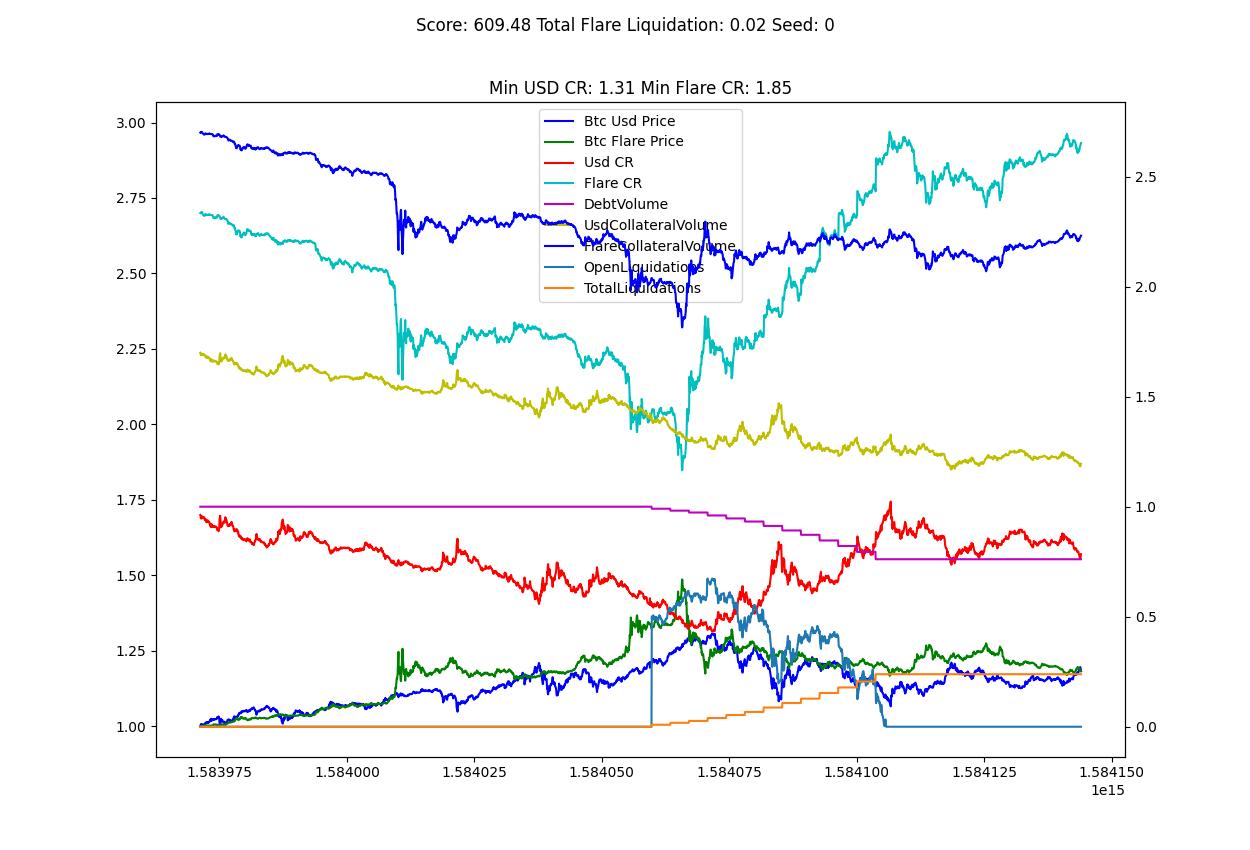 Score: 609.48 Total Flare Liquidation: 0.02 Seed: 0
Min USD CR: 1.31 Min Flare CR: 1.85
Btc Usd Price
Btc Flare Price
Usd CR
Flare CR
DebtVolume
UsdCollateralVolume
FlareCollateralVolume
OpenLiquidations
TotalLiquidations
3.00
2.75
2.50
2.25
2.00
1.75
1.50
1.25
1.00
2.5
2.0
1.5
1.0
0.5
0.0
1.583975
1.584000
1.584025
1.584050
1.584075
1.584100
1.584125
1.584150
1e15